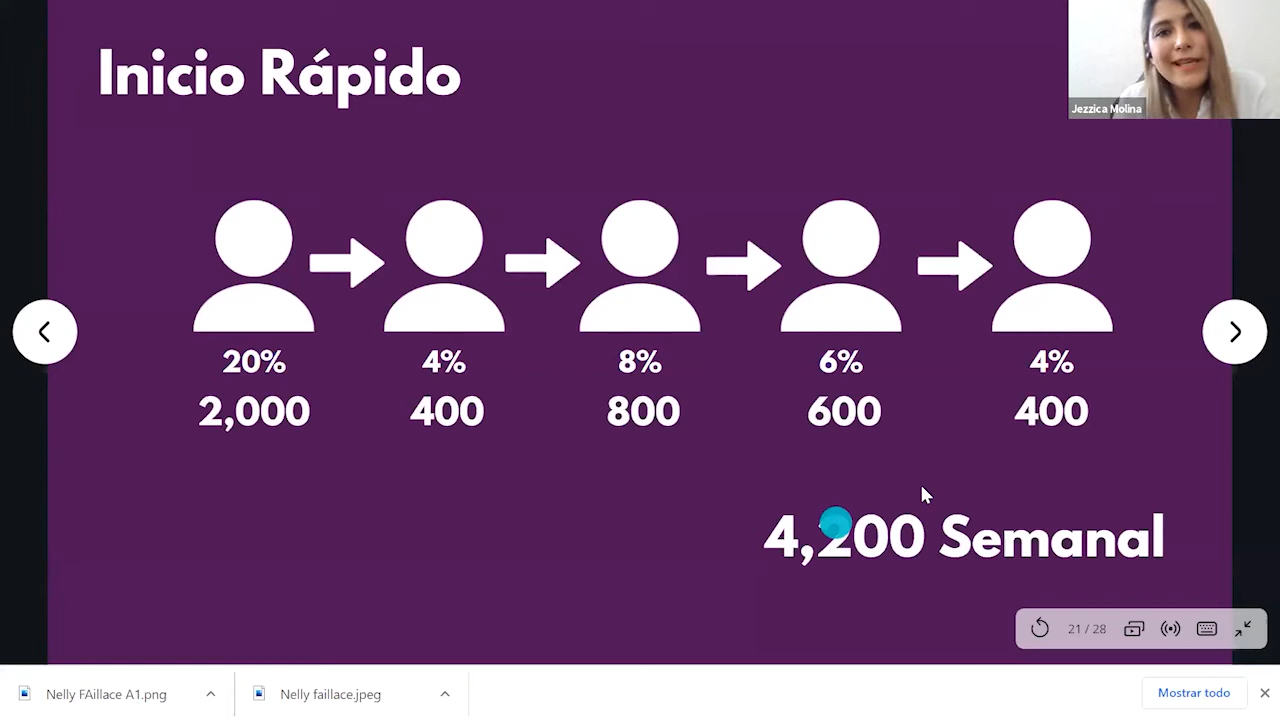 Inicio Rápido
Jezzica Molina
20% 4% 8% 6% 4%
2,000 400 800 600 400
4,200 Semanal
21 / 28
Nelly FAillace A1.png
Nelly faillace.jpeg
Mostrar todo